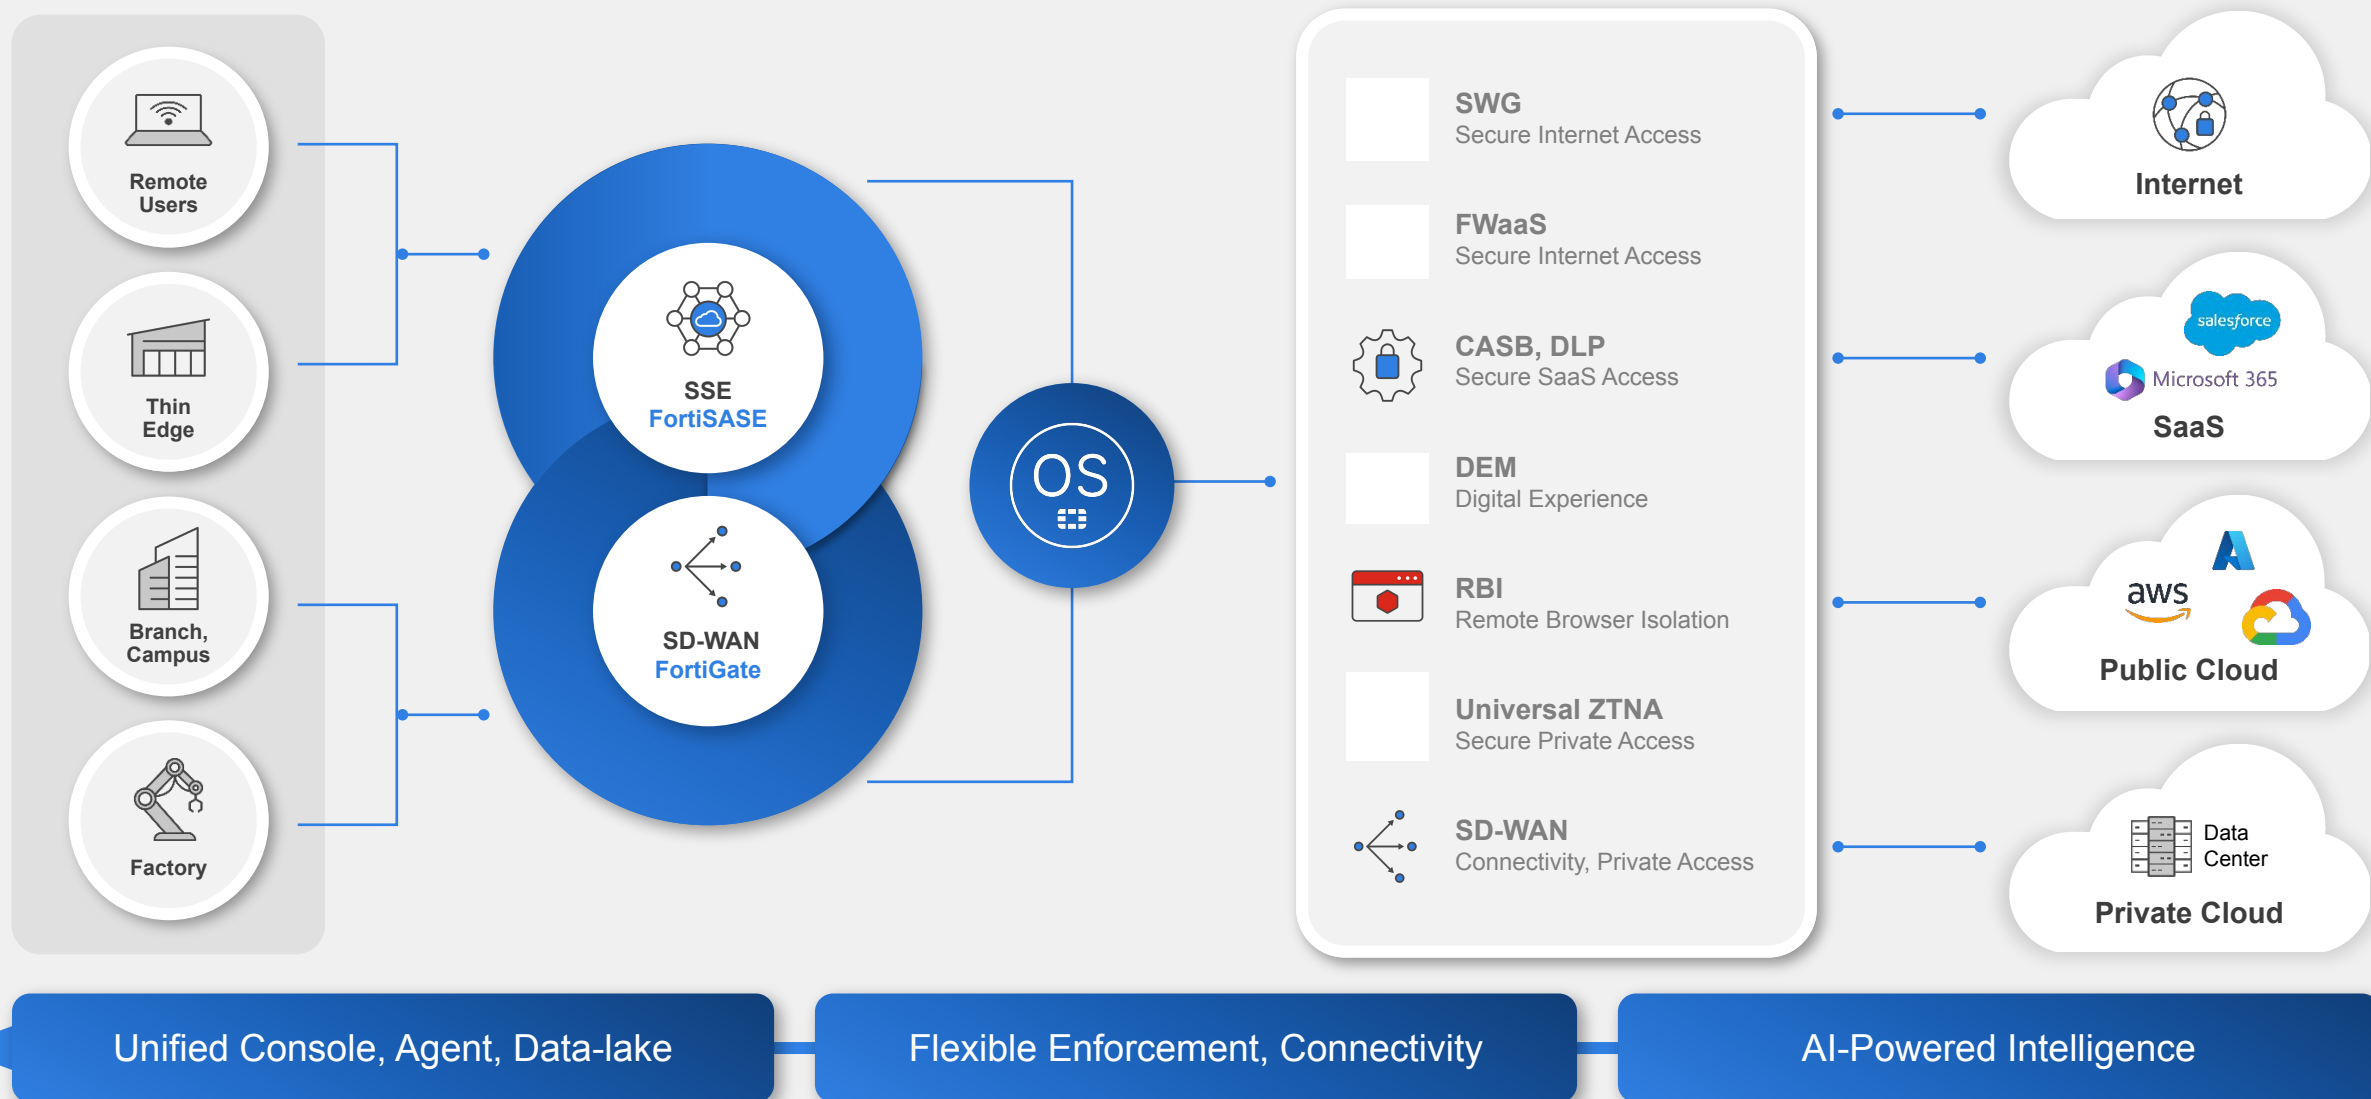 Remote
Users
Thin
Edge
Branch,
Campus
Factory
SSE
FortiSASE
SD-WAN
FortiGate
OS
SWG
Secure Internet Access
FWaaS
Secure Internet Access
CASB, DLP
Secure SaaS Access
DEM
Digital Experience
RBI
Remote Browser Isolation
Universal ZTNA
Secure Private Access
SD-WAN
Connectivity, Private Access
Internet
salesforce
Microsoft 365
SaaS
aws
Public Cloud
Data
Center
Private Cloud
Unified Console, Agent, Data-lake
Flexible Enforcement, Connectivity
AI-Powered Intelligence